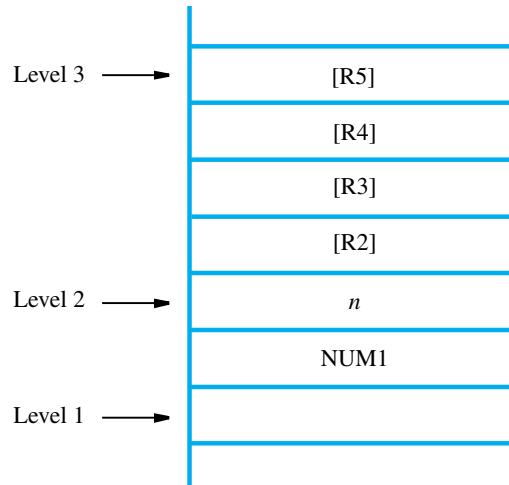 Level 3 [R5]
[R4]
[R3]
[R2]
Level 2 n
NUM1
Level 1